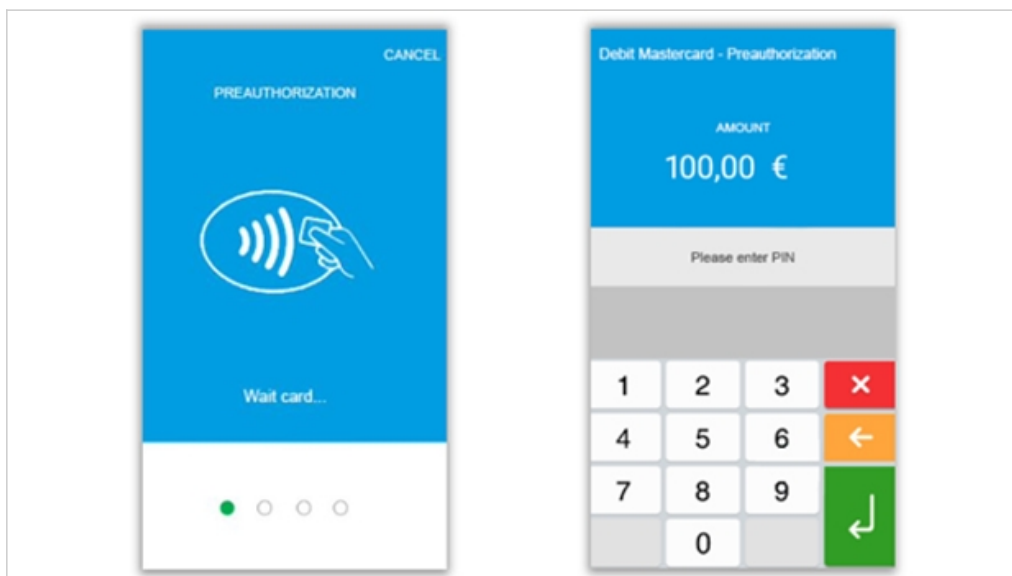 CANCEL
PREAUTHORIZATION
Wait card...
Debit Mastercard - Preauthorization
AMOUNT
100,00 €
Please enter PIN
1 2 3
4 5 6
7 8 9
0